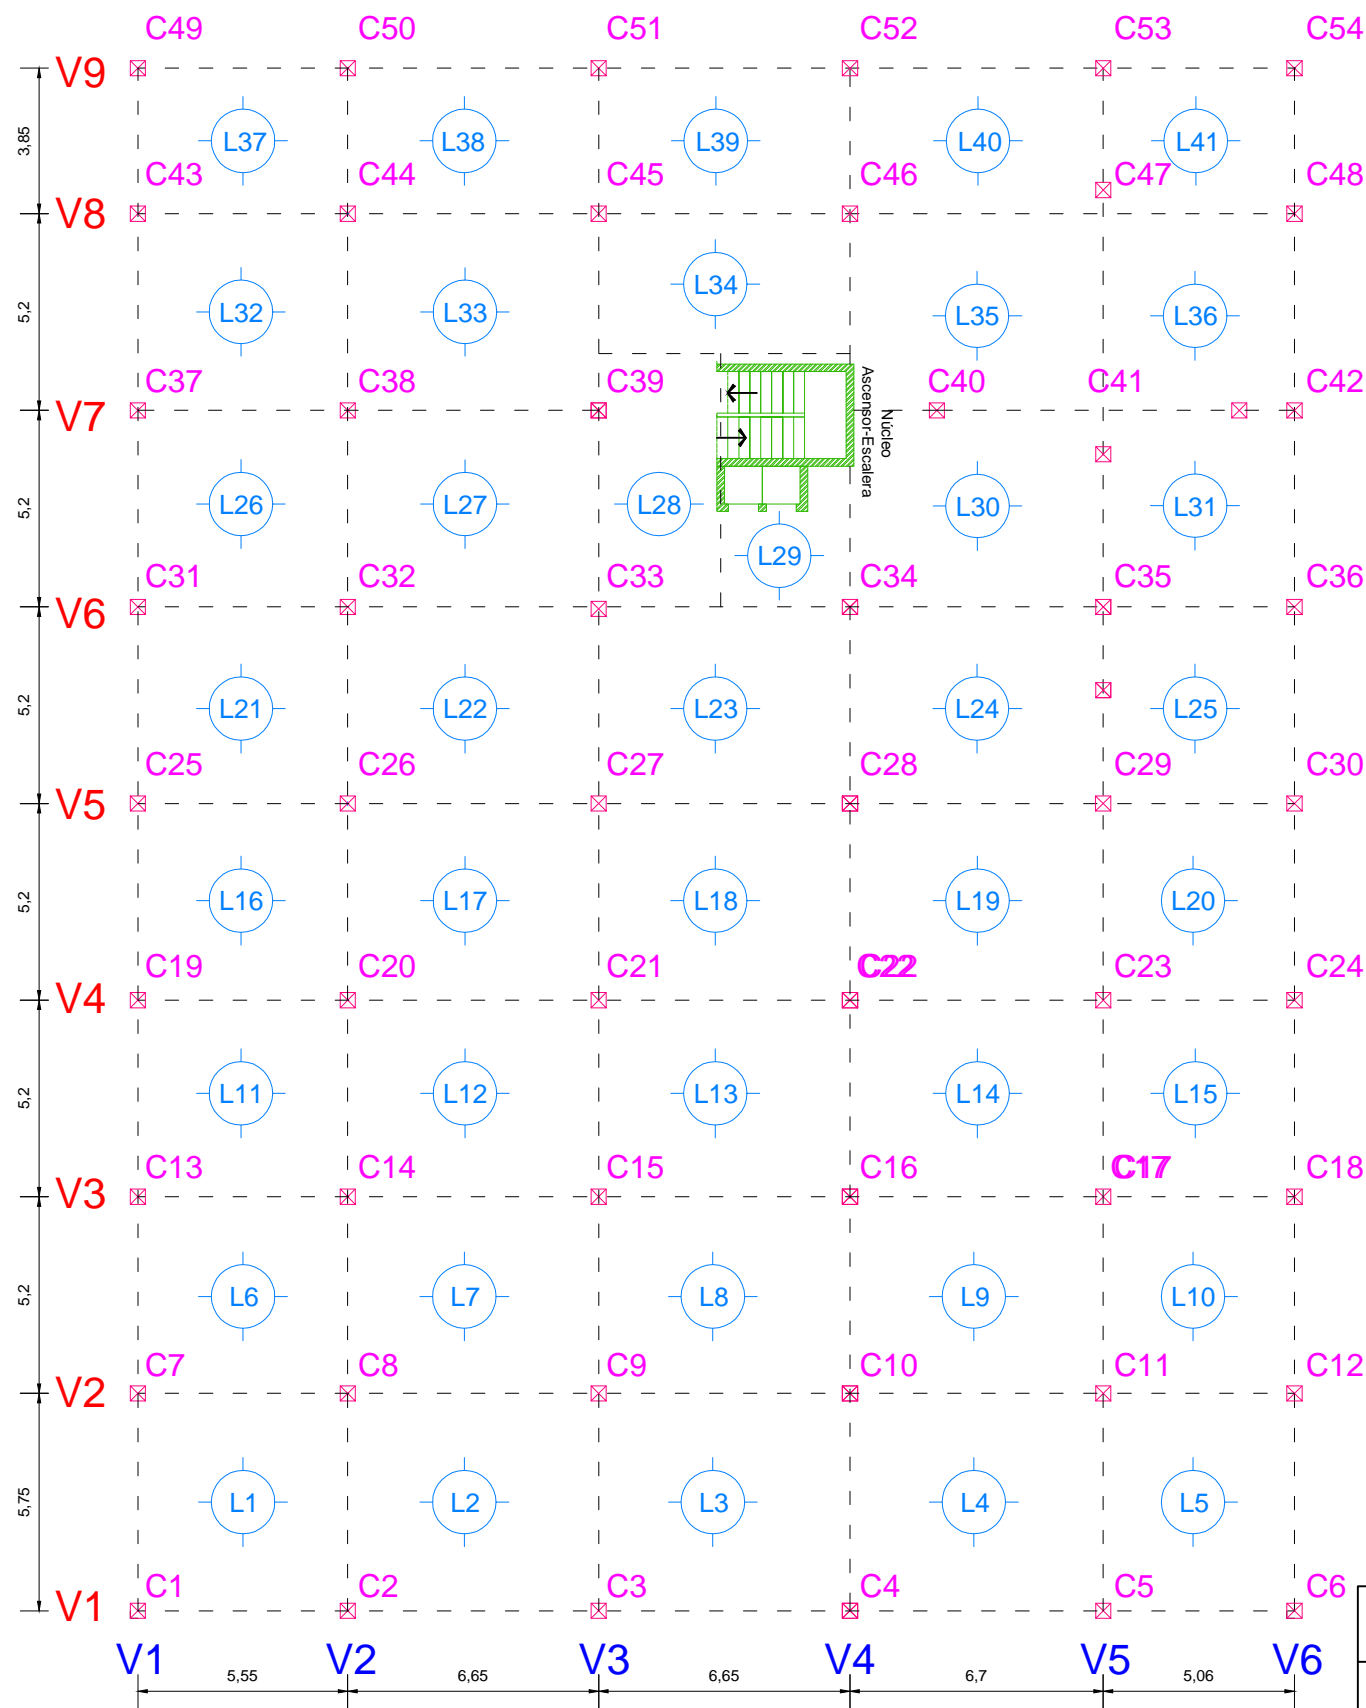 C49 C50 C51 C52 C53 C54
V9
L37 L38 L39 L40 L41
3,85
C43 C44 C45 C46 C47 C48
V8
L34
L32 L33 L35 L36
5,2
Núcleo
Ascensor-Escalera
C37 C38 C39 C40 C41 C42
V7
L26 L27 L28 L30 L31
5,2
L29
C31 C32 C33 C34 C35 C36
V6
L21 L22 L23 L24 L25
5,2
C25 C26 C27 C28 C29 C30
V5
L16 L17 L18 L19 L20
5,2
C19 C20 C21 C22 C23 C24
V4
L11 L12 L13 L14 L15
5,2
C13 C14 C15 C16 C17 C18
V3
L6 L7 L8 L9 L10
5,2
C7 C8 C9 C10 C11 C12
V2
L1 L2 L3 L4 L5
5,75
C1 C2 C3 C4 C5 C6
V1
V1 V2 V3 V4 V5 V6
5,55 6,65 6,65 6,7 5,06